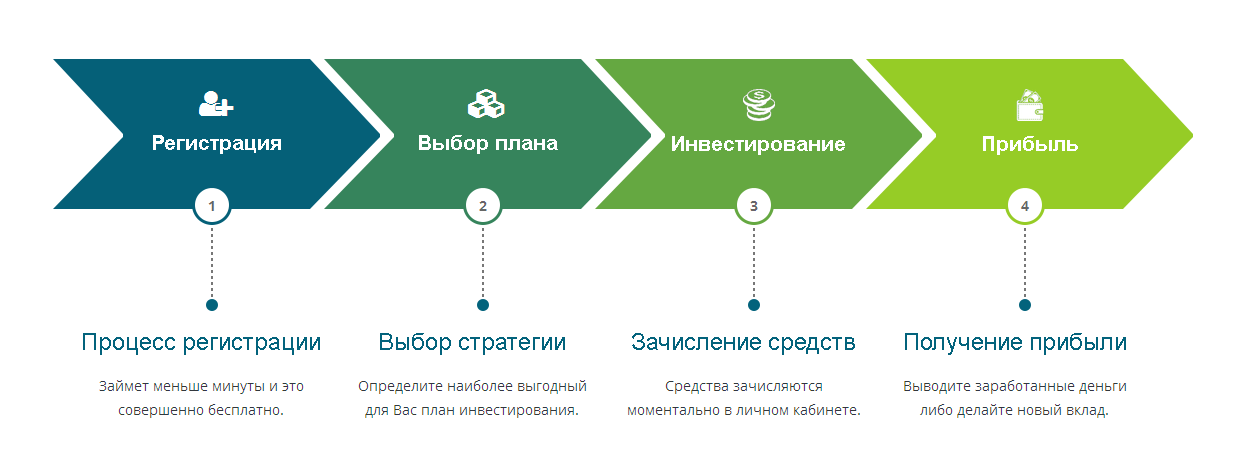 Регистрация
Выбор плана
Инвестирование
Прибыль
1
2
3
4
Процесс регистрации
Займет меньше минуты и это
совершенно бесплатно.
Выбор стратегии
Определите наиболее выгодный
для Вас план инвестирования.
Зачисление средств
Средства зачисляются
моментально в личном кабинете.
Получение прибыли
Выводите заработанные деньги
либо делайте новый вклад.